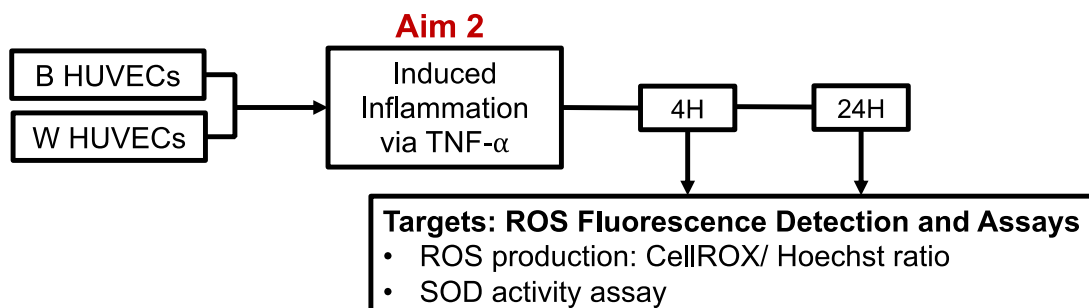 Aim 2
B HUVECs
W HUVECs
Induced
Inflammation
via TNF-α
4H
24H
Targets: ROS Fluorescence Detection and Assays
• ROS production: CellROX/ Hoechst ratio
• SOD activity assay